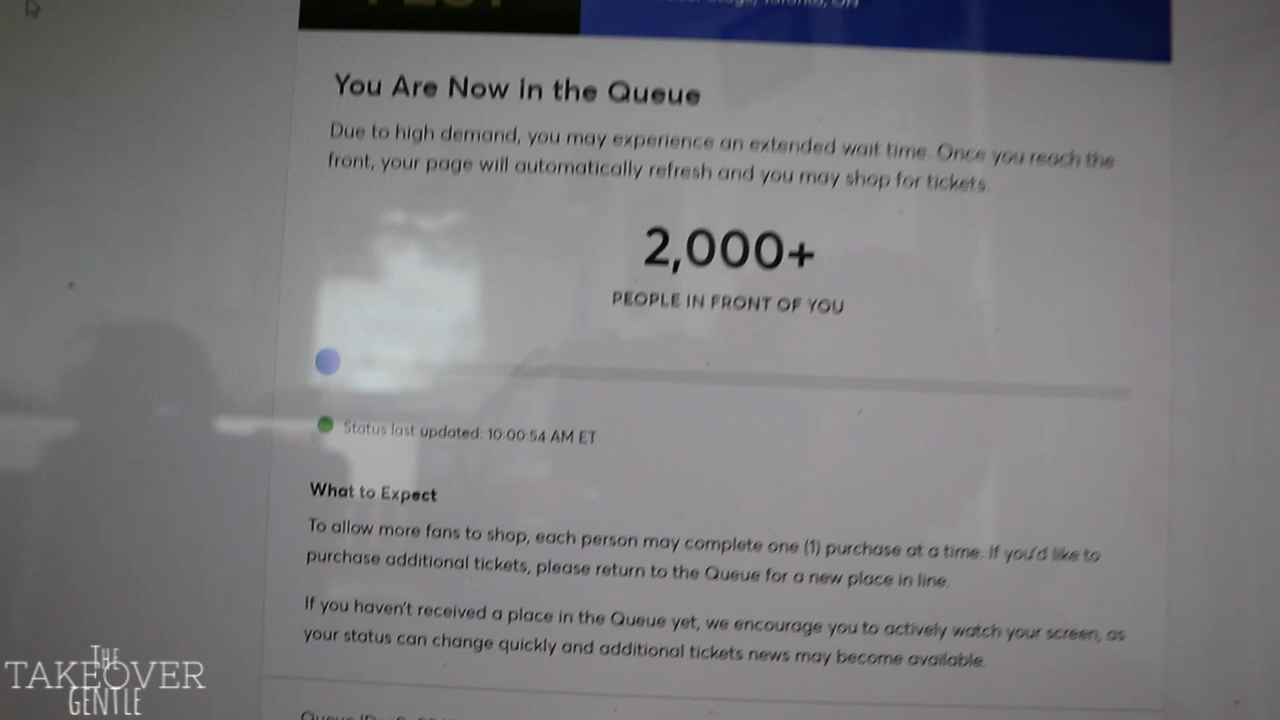 Toronto, ON
You Are Now in the Queue
Due to high demand, you may experience an extended wait time. Once you reach the
front, your page will automatically refresh and you may shop for tickets.
2,000+
PEOPLE IN FRONT OF YOU
Status last updated: 10:00:54 AM ET
What to Expect
To allow more fans to shop, each person may complete one (1) purchase at a time. If you'd like to
purchase additional tickets, please return to the Queue for a new place in line.
If you haven't received a place in the Queue yet, we encourage you to actively watch your screen, as
your status can change quickly and additional tickets news may become available.
THE
TAKEOVER
GENTLE